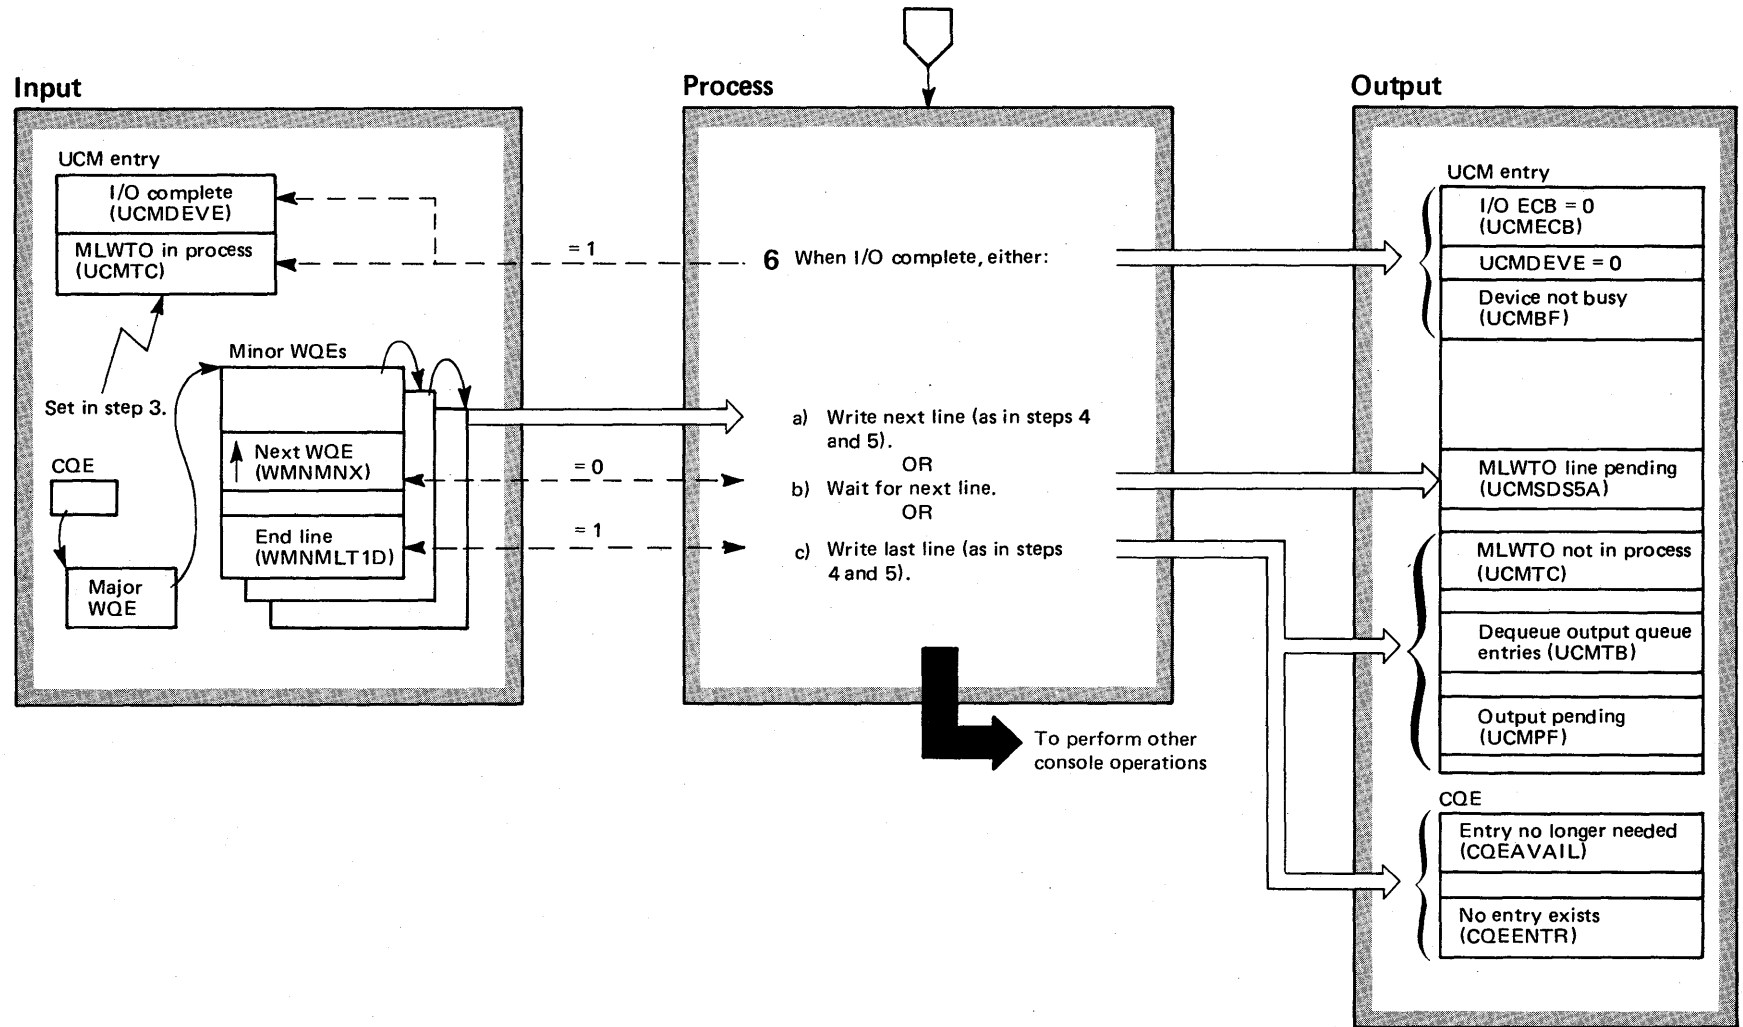 Input
UCM entry
I/O complete
(UCMDEVE)
MLWTO in process
(UCMTC)
Set in step 3.
Minor WQEs
Next WQE
(WMNMNX)
End line
(WMNMLT1D)
CQE
Major
WQE
= 1
= 0
= 1
Process
6 When I/O complete, either:
a) Write next line (as in steps 4
and 5).
OR
b) Wait for next line.
OR
c) Write last line (as in steps
4 and 5).
To perform other
console operations
Output
UCM entry
I/O ECB = 0
(UCMECB)
UCMDEVE = 0
Device not busy
(UCMBF)
MLWTO line pending
(UCMSDS5A)
MLWTO not in process
(UCMTC)
Dequeue output queue
entries (UCMTB)
Output pending
(UCMPF)
CQE
Entry no longer needed
(CQEAVAIL)
No entry exists
(CQEENTR)